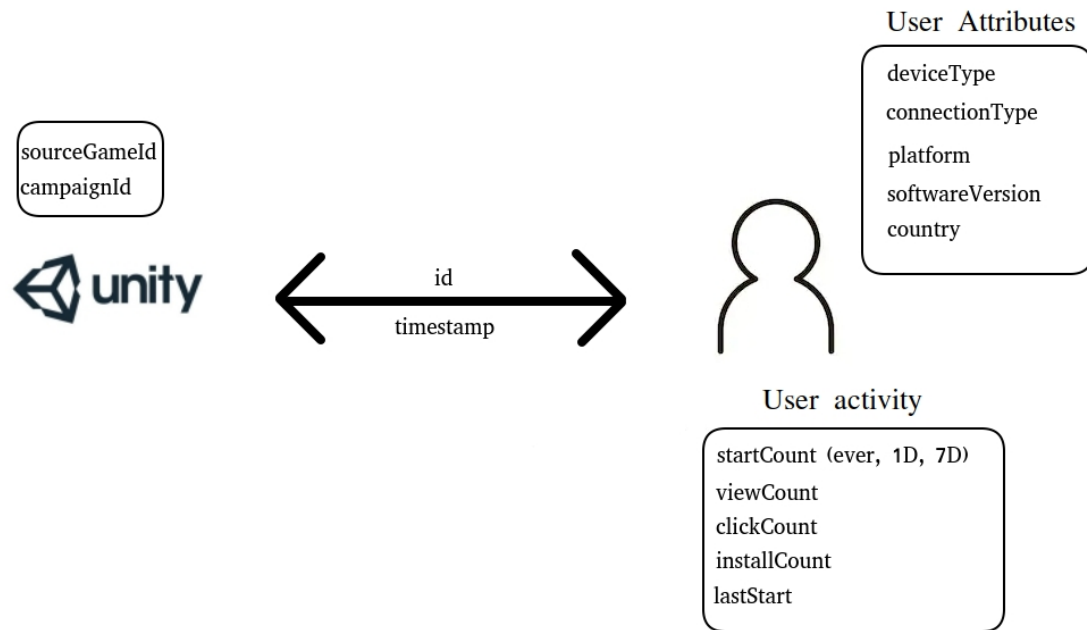 User Attributes
deviceType
connectionType
platform
softwareVersion
country
sourceGameId
campaignId
unity
id
timestamp
User activity
startCount (ever, 1D, 7D)
viewCount
clickCount
installCount
lastStart